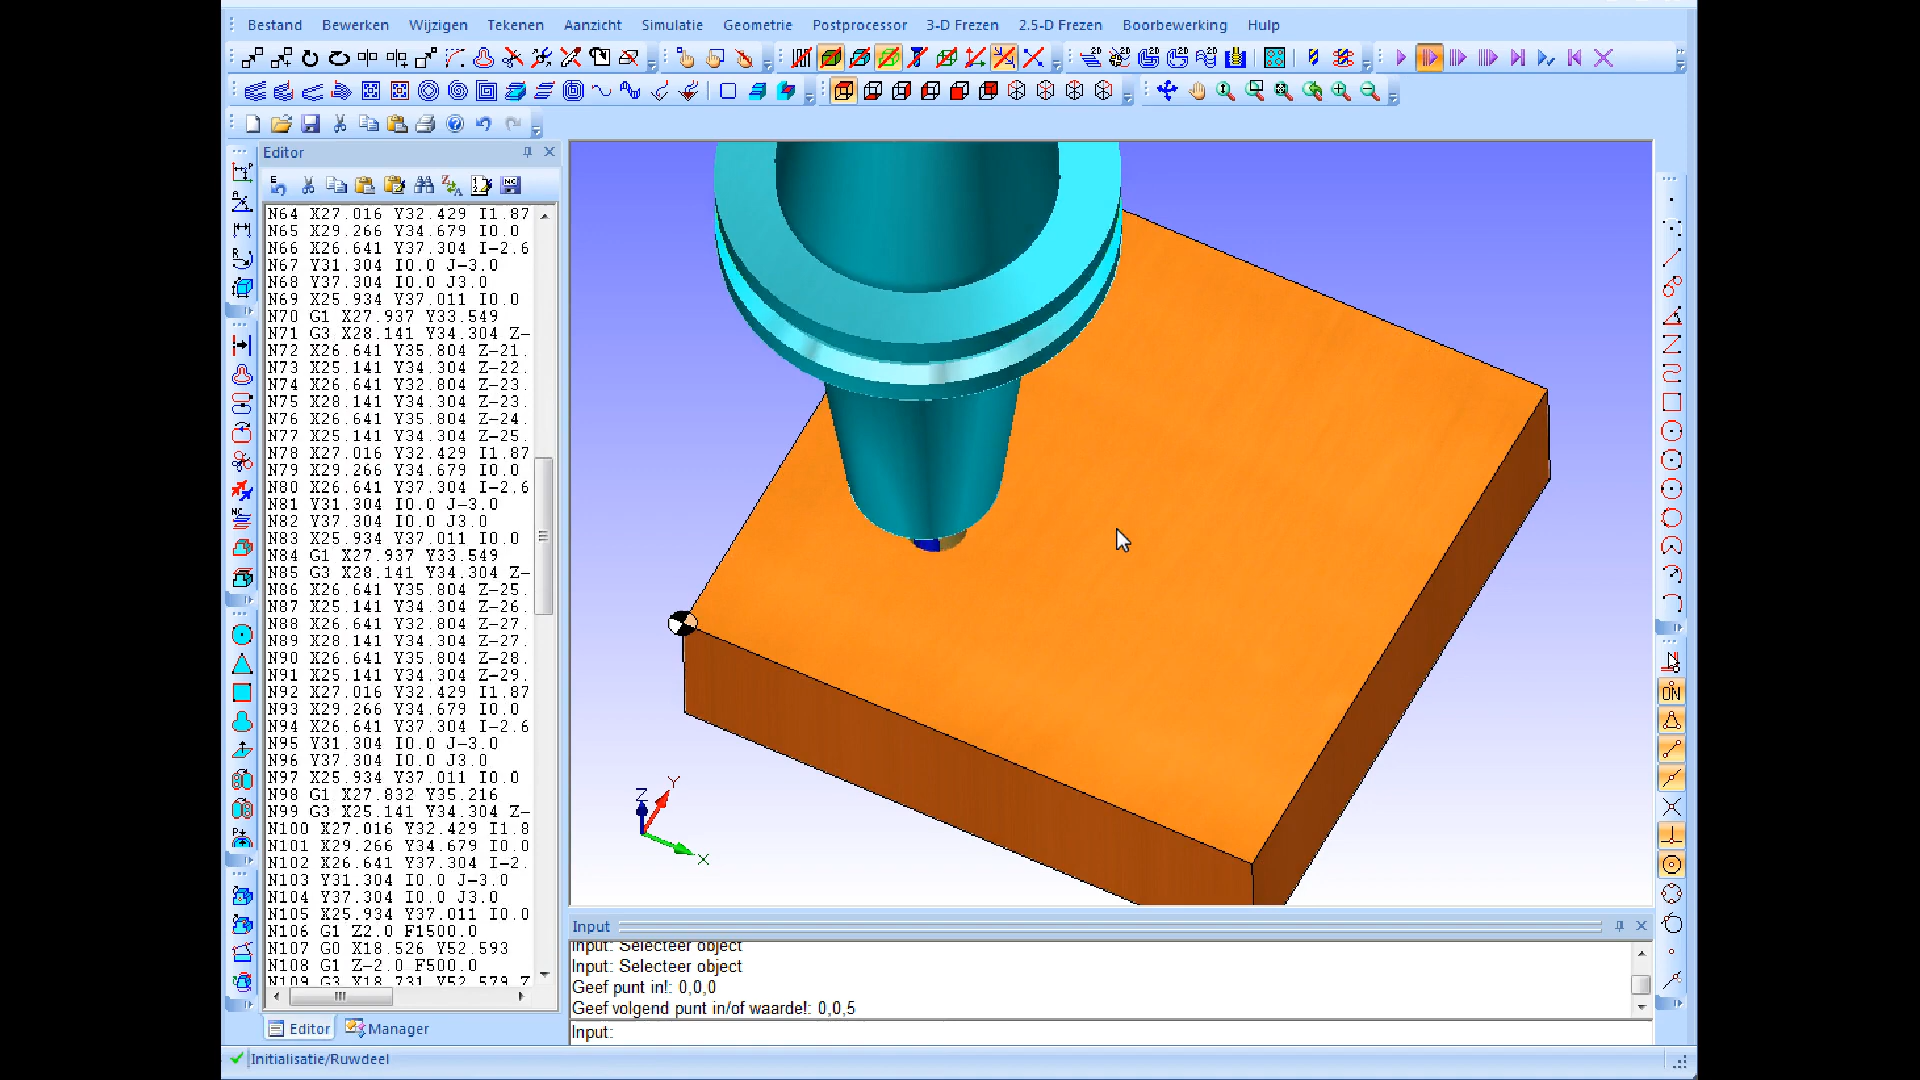 Bestand Bewerken Wijzigen Tekenen Aanzicht Simulatie Geometrie Postprocessor 3-D Frezen 2.5-D Frezen Boorbewerking Hulp
Editor
N64 X27.016 Y32.429 I1.87
N65 X29.266 Y34.679 I0.0
N66 X26.641 Y37.304 I-2.6
N67 Y31.304 I0.0 J-3.0
N68 Y37.304 I0.0 J3.0
N69 X25.934 Y37.011 I0.0
N70 G1 X27.937 Y33.549
N71 G3 X28.141 Y34.304 Z-
N72 X26.641 Y35.804 Z-21.
N73 X25.141 Y34.304 Z-22.
N74 X26.641 Y32.804 Z-23.
N75 X28.141 Y34.304 Z-23.
N76 X26.641 Y35.804 Z-24.
N77 X25.141 Y34.304 Z-25.
N78 X27.016 Y32.429 I1.87
N79 X29.266 Y34.679 I0.0
N80 X26.641 Y37.304 I-2.6
N81 Y31.304 I0.0 J-3.0
N82 Y37.304 I0.0 J3.0
N83 X25.934 Y37.011 I0.0
N84 G1 X27.937 Y33.549
N85 G3 X28.141 Y34.304 Z-
N86 X26.641 Y35.804 Z-25.
N87 X25.141 Y34.304 Z-26.
N88 X26.641 Y32.804 Z-27.
N89 X28.141 Y34.304 Z-27.
N90 X26.641 Y35.804 Z-28.
N91 X25.141 Y34.304 Z-29.
N92 X27.016 Y32.429 I1.87
N93 X29.266 Y34.679 I0.0
N94 X26.641 Y37.304 I-2.6
N95 Y31.304 I0.0 J-3.0
N96 Y37.304 I0.0 J3.0
N97 X25.934 Y37.011 I0.0
N98 G1 X27.832 Y35.216
N99 G3 X25.141 Y34.304 Z-
N100 X27.016 Y32.429 I1.8
N101 X29.266 Y34.679 I0.0
N102 X26.641 Y37.304 I-2.
N103 Y31.304 I0.0 J-3.0
N104 Y37.304 I0.0 J3.0
N105 X25.934 Y37.011 I0.0
N106 G1 Z2.0 F1500.0
N107 G0 X18.526 Y52.593
N108 G1 Z-2.0 F500.0
N109 G3 X18.731 Y52.579 Z
Editor Manager
Z
Y
X
Input
Input: Selecteer object
Input: Selecteer object
Geef punt in!: 0,0,0
Geef volgend punt in/of waarde!: 0,0,5
Input:
ON
Initialisatie/Ruwdeel